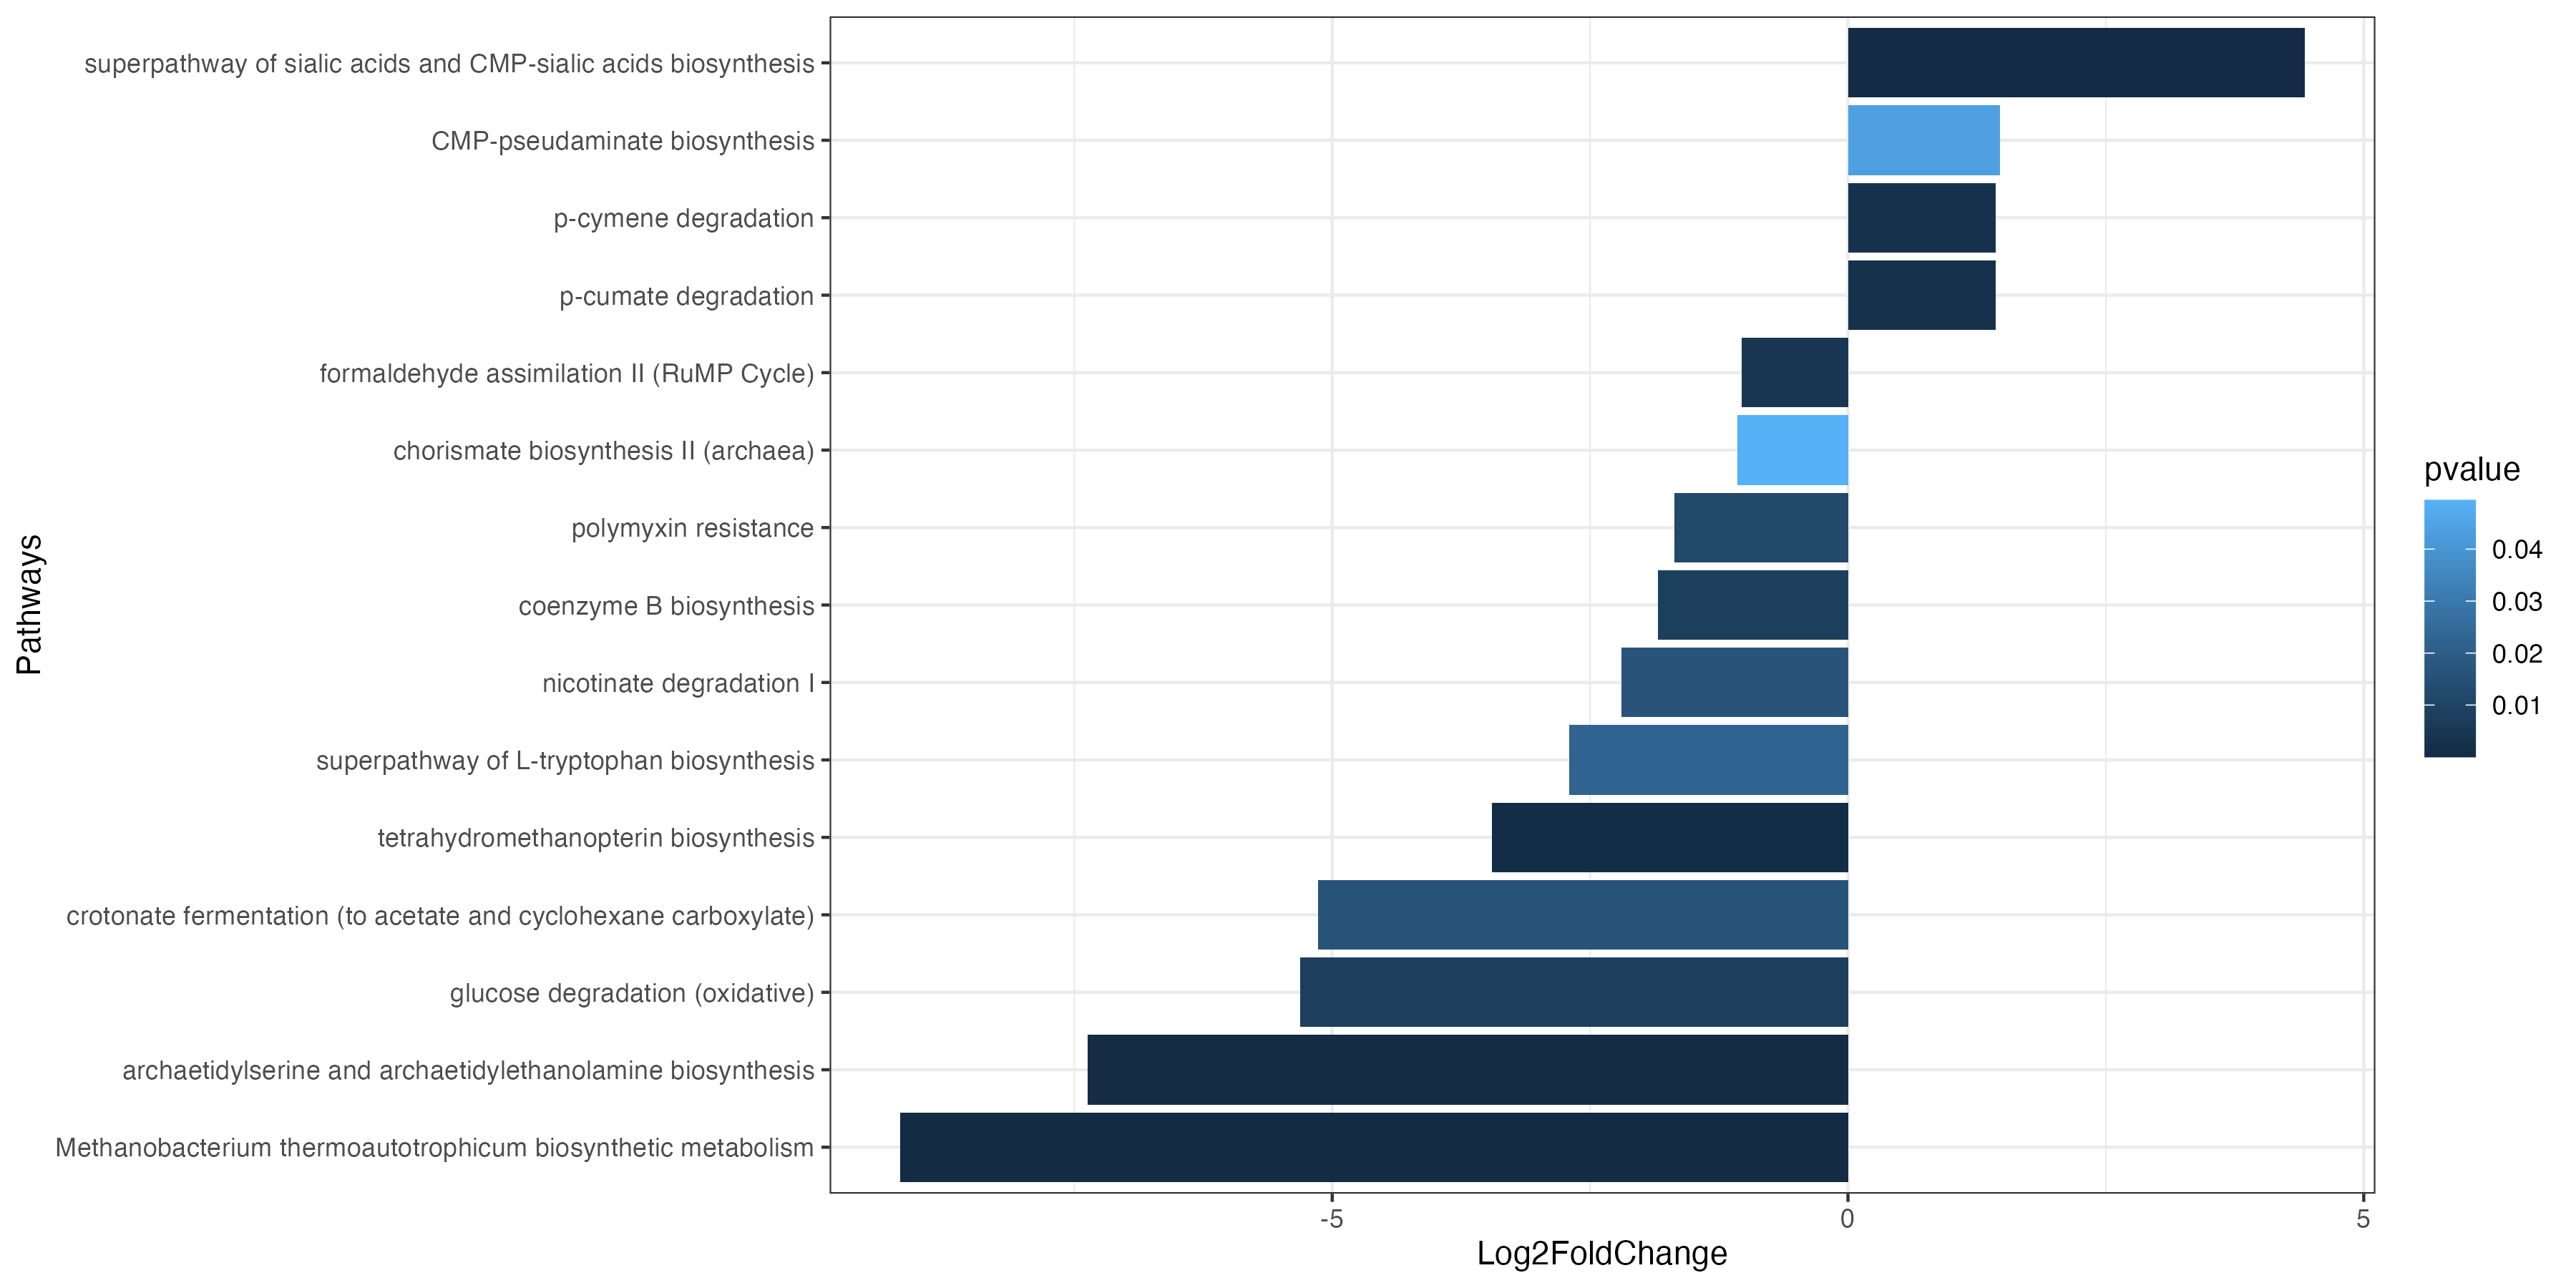 superpathway of sialic acids and CMP-sialic acids biosynthesis
CMP-pseudaminate biosynthesis
p-cymene degradation
p-cumate degradation
formaldehyde assimilation II (RuMP Cycle)
chorismate biosynthesis II (archaea)
polymyxin resistance
coenzyme B biosynthesis
nicotinate degradation I
superpathway of L-tryptophan biosynthesis
tetrahydromethanopterin biosynthesis
crotonate fermentation (to acetate and cyclohexane carboxylate)
glucose degradation (oxidative)
archaetidylserine and archaetidylethanolamine biosynthesis
Methanobacterium thermoautotrophicum biosynthetic metabolism
Pathways
-5 0 5
Log2FoldChange
pvalue
0.04
0.03
0.02
0.01